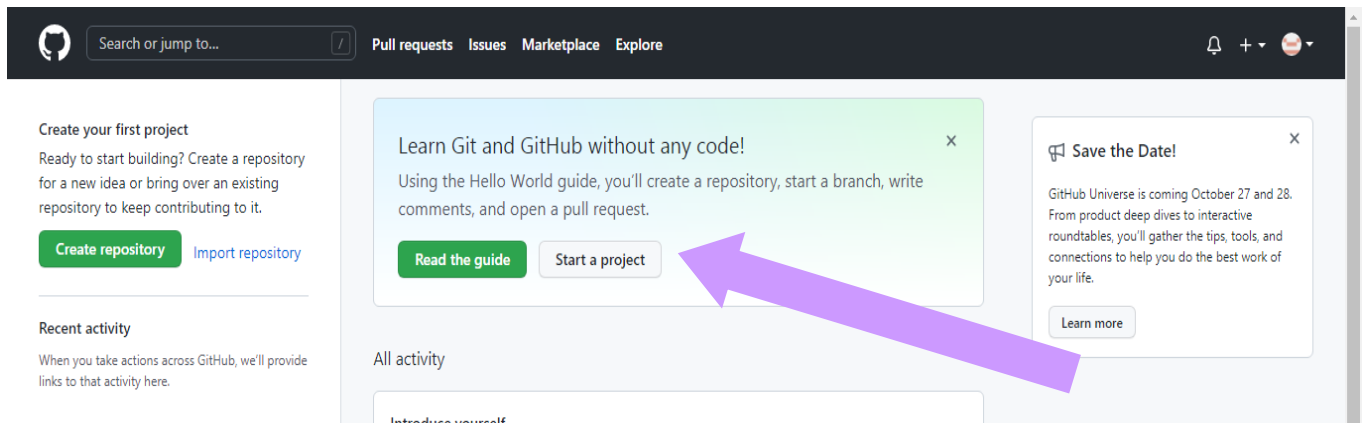 Search or jump to...
/
Pull requests Issues Marketplace Explore
Create your first project
Ready to start building? Create a repository
for a new idea or bring over an existing
repository to keep contributing to it.
Create repository
Import repository
Recent activity
When you take actions across GitHub, we'll provide
links to that activity here.
Learn Git and GitHub without any code!
Using the Hello World guide, you'll create a repository, start a branch, write
comments, and open a pull request.
Read the guide
Start a project
All activity
Introduce yourself
Save the Date!
GitHub Universe is coming October 27 and 28.
From product deep dives to interactive
roundtables, you'll gather the tips, tools, and
connections to help you do the best work of
your life.
Learn more